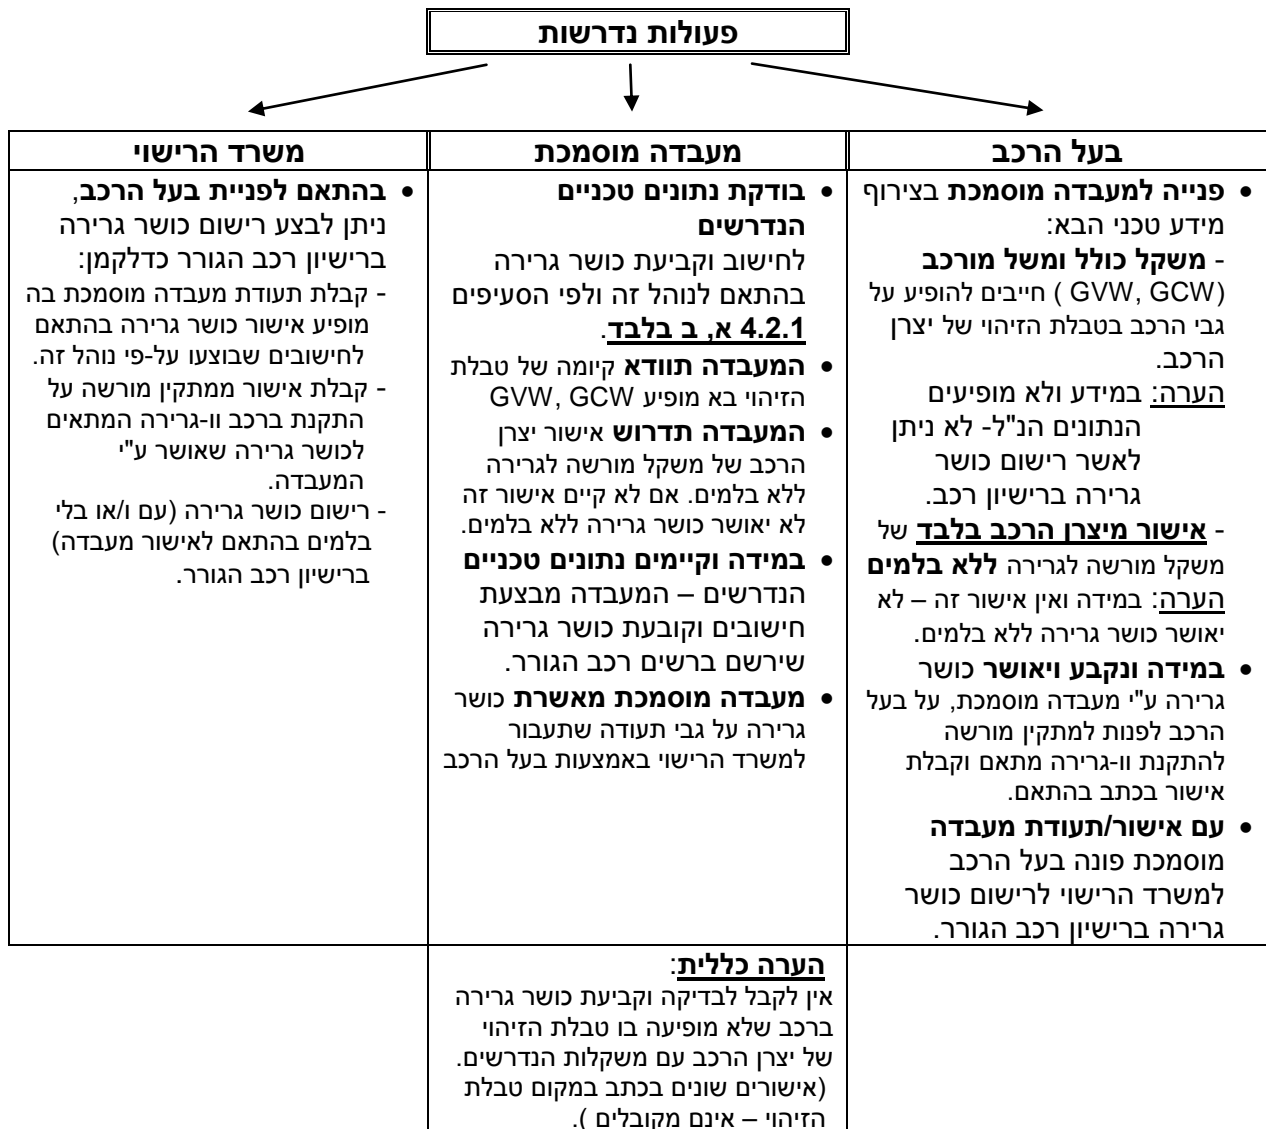 פעולות נדרשות
בעל הרכב
• פנייה למעבדה מוסמכת בצירוף
מידע טכני הבא:
- משקל כולל ומשל מורכב
(GVW, GCW ) חייבים להופיע על
גבי הרכב בטבלת הזיהוי של יצרן
הרכב.
הערה: במידע ולא מופיעים
הנתונים הנ"ל- לא ניתן
לאשר רישום כושר
גרירה ברישיון רכב.
- אישור מיצרן הרכב בלבד של
משקל מורשה לגרירה ללא בלמים
הערה: במידה ואין אישור זה – לא
יאושר כושר גרירה ללא בלמים.
• במידה ונקבע ויאושר כושר
גרירה ע"י מעבדה מוסמכת, על בעל
הרכב לפנות למתקין מורשה
להתקנת וו-גרירה מתאם וקבלת
אישור בכתב בהתאם.
• עם אישור/תעודת מעבדה
מוסמכת פונה בעל הרכב
למשרד הרישוי לרישום כושר
גרירה ברישיון רכב הגורר.
מעבדה מוסמכת
• בודקת נתונים טכניים
הנדרשים
לחישוב וקביעת כושר גרירה
בהתאם לנוהל זה ולפי הסעיפים
4.2.1 א, ב בלבד.
• המעבדה תוודא קיומה של טבלת
הזיהוי בא מופיע GVW, GCW
• המעבדה תדרוש אישור יצרן
הרכב של משקל מורשה לגרירה
ללא בלמים. אם לא קיים אישור זה
לא יאושר כושר גרירה ללא בלמים.
• במידה וקיימים נתונים טכניים
הנדרשים – המעבדה מבצעת
חישובים וקובעת כושר גרירה
שירשם ברשים רכב הגורר.
• מעבדה מוסמכת מאשרת כושר
גרירה על גבי תעודה שתעבור
למשרד הרישוי באמצעות בעל הרכב
משרד הרישוי
• בהתאם לפניית בעל הרכב,
ניתן לבצע רישום כושר גרירה
ברישיון רכב הגורר כדלקמן:
- קבלת תעודת מעבדה מוסמכת בה
מופיע אישור כושר גרירה בהתאם
לחישובים שבוצעו על-פי נוהל זה.
- קבלת אישור ממתקין מורשה על
התקנת ברכב וו-גרירה המתאים
לכושר גרירה שאושר ע"י
המעבדה.
- רישום כושר גרירה (עם ו/או בלי
בלמים בהתאם לאישור מעבדה)
ברישיון רכב הגורר.
הערה כללית:
אין לקבל לבדיקה וקביעת כושר גרירה
ברכב שלא מופיעה בו טבלת הזיהוי
של יצרן הרכב עם משקלות הנדרשים.
(אישורים שונים בכתב במקום טבלת
הזיהוי – אינם מקובלים ).